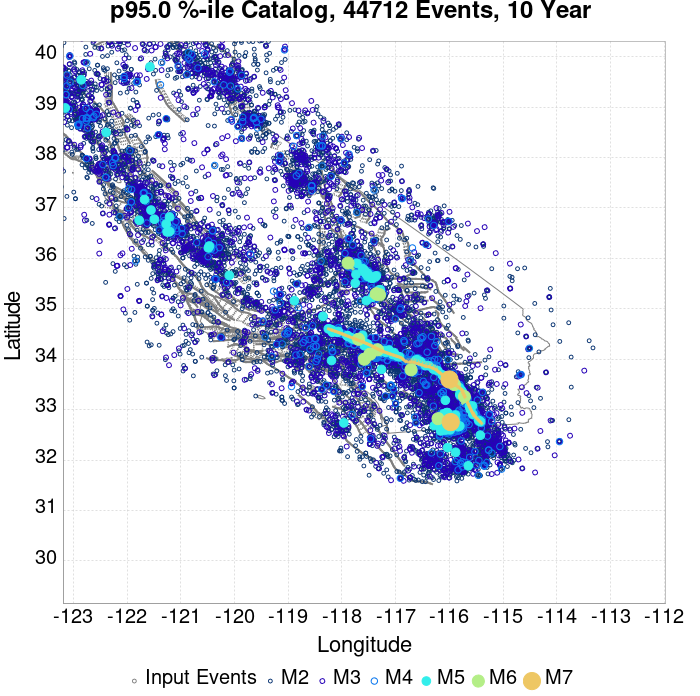 p95.0 %-ile Catalog, 44712 Events, 10 Year
40
39
38
37
36
35
34
33
32
31
30
Latitude
-123 -122 -121 -120 -119 -118 -117 -116 -115 -114 -113 -112
Longitude
Input Events M2 M3 M4 M5 M6 M7